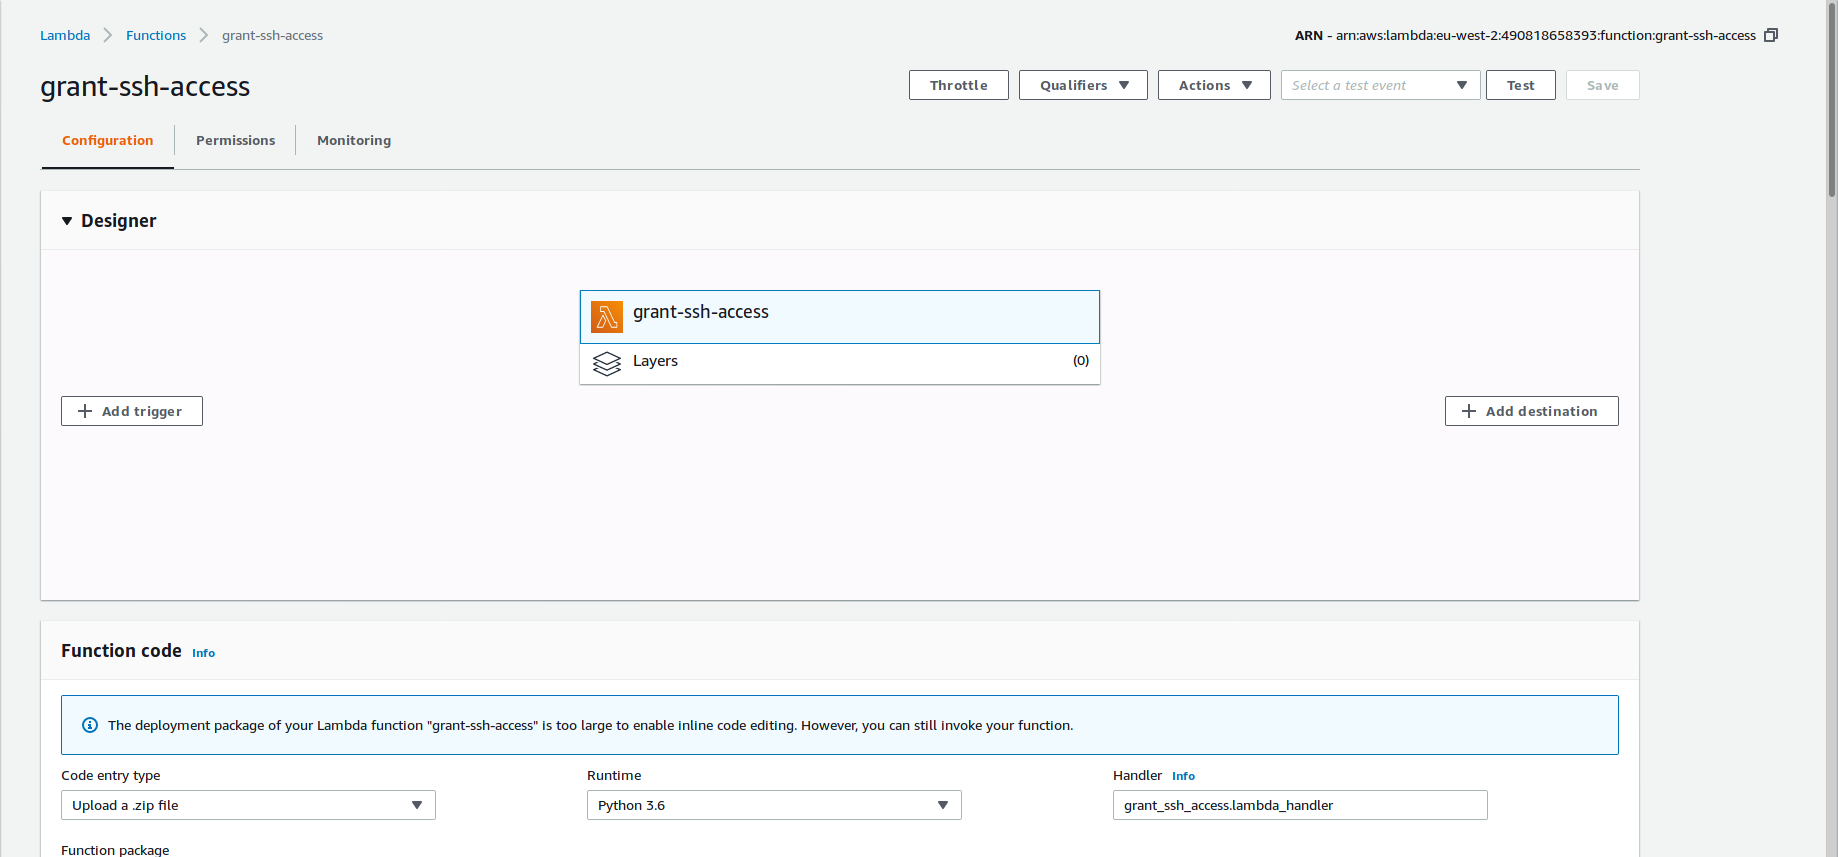 Lambda > Functions > grant-ssh-access
ARN - arn:aws:lambda:eu-west-2:490818658393:function:grant-ssh-access
grant-ssh-access
Throttle
Qualifiers
Actions
Select a test event
Test
Save
Configuration
Permissions
Monitoring
Designer
grant-ssh-access
Layers
(0)
Add trigger
Add destination
Function code Info
The deployment package of your Lambda function "grant-ssh-access" is too large to enable inline code editing. However, you can still invoke your function.
Code entry type
Runtime
Handler Info
Upload a .zip file
Python 3.6
grant_ssh_access.lambda_handler
Function package